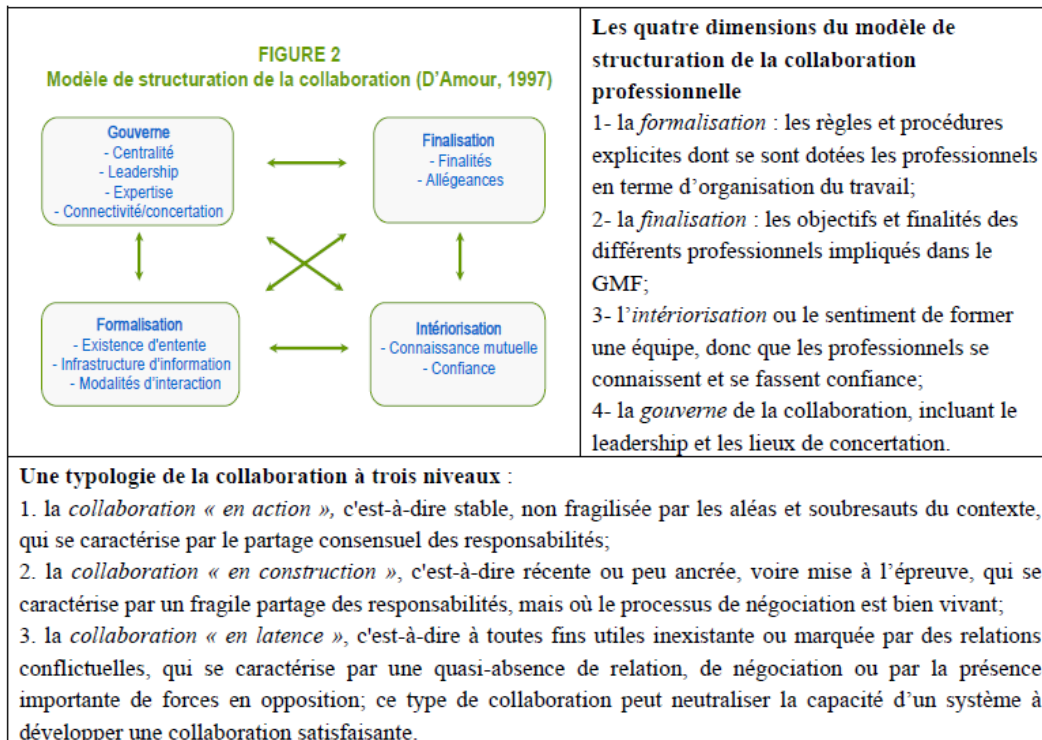 FIGURE 2
Modèle de structuration de la collaboration (D'Amour, 1997)
Gouverne
- Centralité
- Leadership
- Expertise
- Connectivité/concertation
Finalisation
- Finalités
- Allégeances
Formalisation
- Existence d'entente
- Infrastructure d'information
- Modalités d'interaction
Intériorisation
- Connaissance mutuelle
- Confiance
Les quatre dimensions du modèle de
structuration de la collaboration
professionnelle
1- la formalisation : les règles et procédures
explicites dont se sont dotées les professionnels
en terme d'organisation du travail;
2- la finalisation : les objectifs et finalités des
différents professionnels impliqués dans le
GMF;
3- l'intériorisation ou le sentiment de former
une équipe, donc que les professionnels se
connaissent et se fassent confiance;
4- la gouverne de la collaboration, incluant le
leadership et les lieux de concertation.
Une typologie de la collaboration à trois niveaux :
1. la collaboration « en action », c'est-à-dire stable, non fragilisée par les aléas et soubresauts du contexte,
qui se caractérise par le partage consensuel des responsabilités;
2. la collaboration « en construction », c'est-à-dire récente ou peu ancrée, voire mise à l'épreuve, qui se
caractérise par un fragile partage des responsabilités, mais où le processus de négociation est bien vivant;
3. la collaboration « en latence », c'est-à-dire à toutes fins utiles inexistante ou marquée par des relations
conflictuelles, qui se caractérise par une quasi-absence de relation, de négociation ou par la présence
importante de forces en opposition; ce type de collaboration peut neutraliser la capacité d'un système à
développer une collaboration satisfaisante.